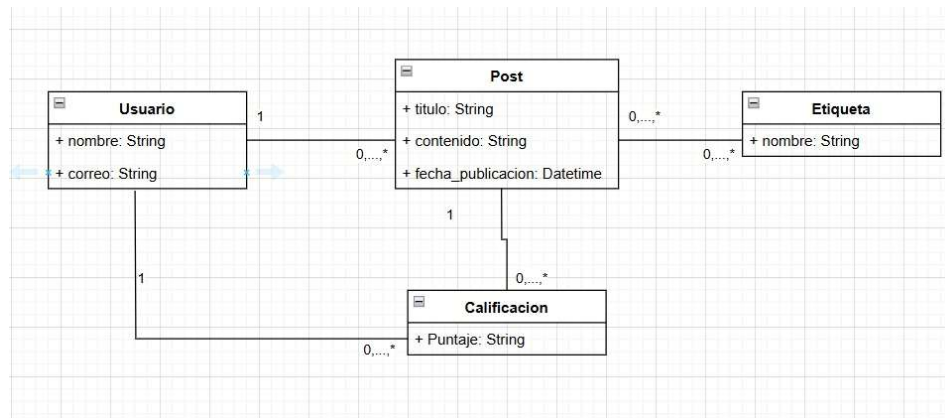 Usuario
+ nombre: String
+ correo: String
1
0,...,*
Post
+ titulo: String
+ contenido: String
+ fecha_publicacion: Datetime
0,...,*
0,...,*
Etiqueta
+ nombre: String
1
0,...,*
1
0,...,*
Calificacion
+ Puntaje: String